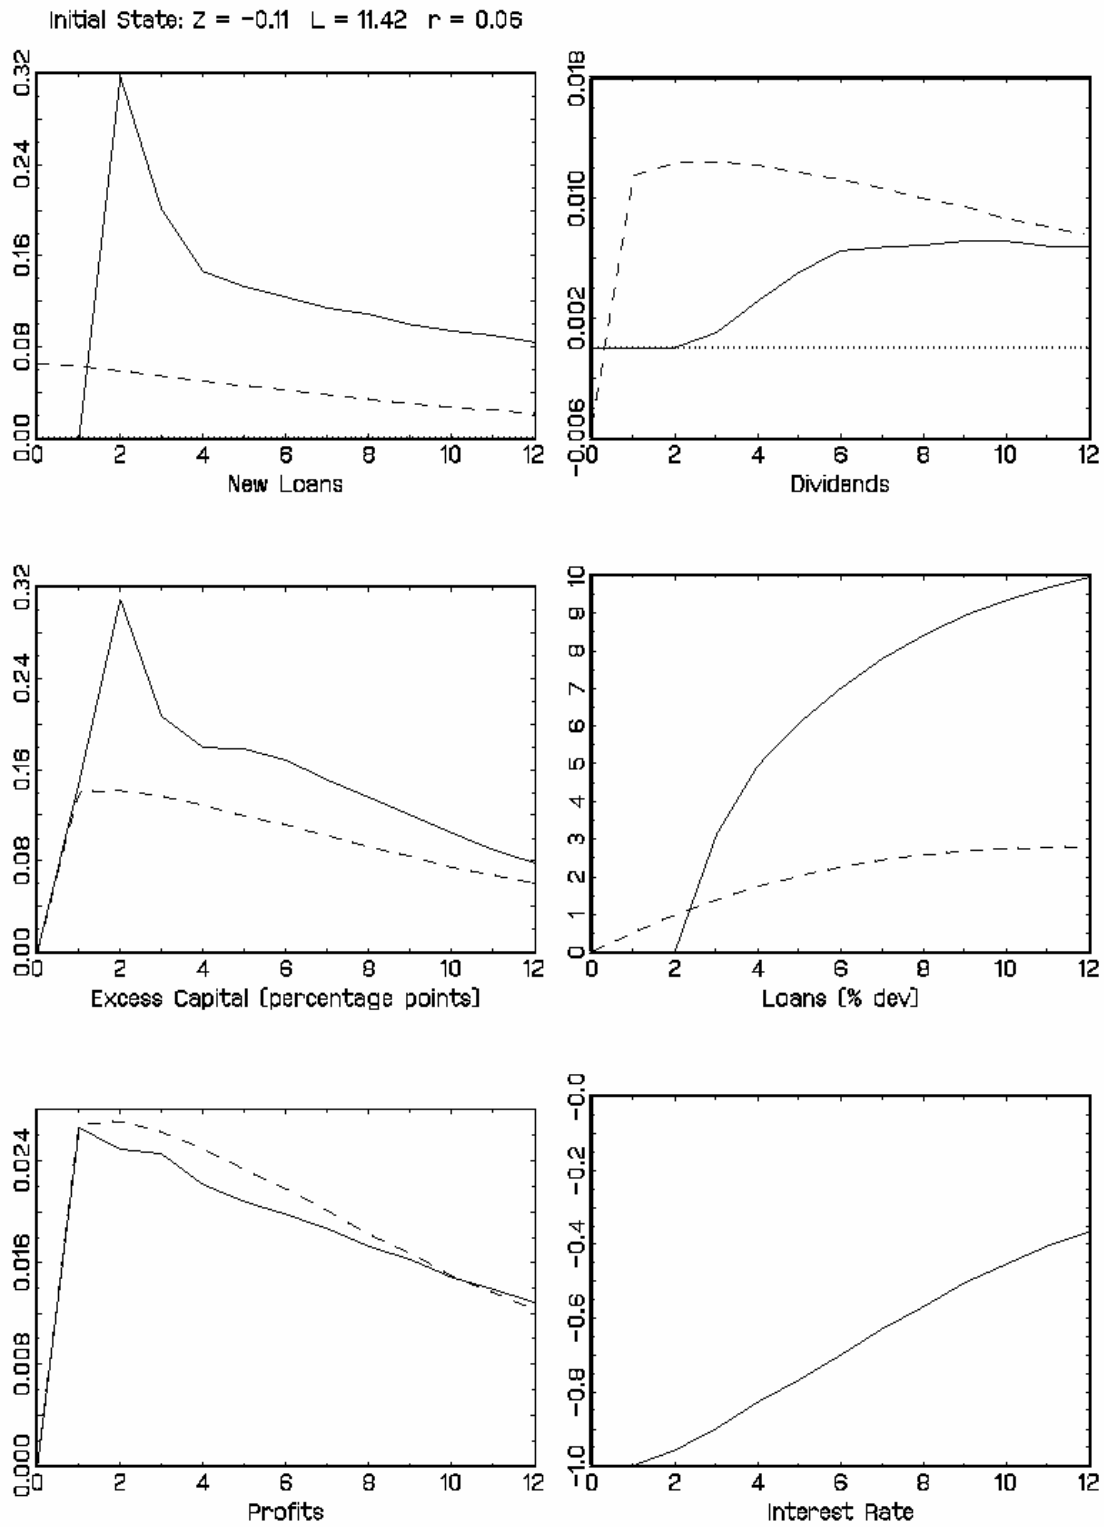 Initial State: Z = -0.11 L = 11.42 r = 0.06
0.32
0.24
0.16
0.08
0.00
0 2 4 6 8 10 12
New Loans
0.018
0.010
0.002
-0.006
0 2 4 6 8 10 12
Dividends
0.32
0.24
0.16
0.08
0.00
0 2 4 6 8 10 12
Excess Capital (percentage points)
10
9
8
7
6
5
4
3
2
1
0
0 2 4 6 8 10 12
Loans (% dev)
0.024
0.016
0.008
0.000
0 2 4 6 8 10 12
Profits
-0.0
-0.2
-0.4
-0.6
-0.8
-1.0
0 2 4 6 8 10 12
Interest Rate